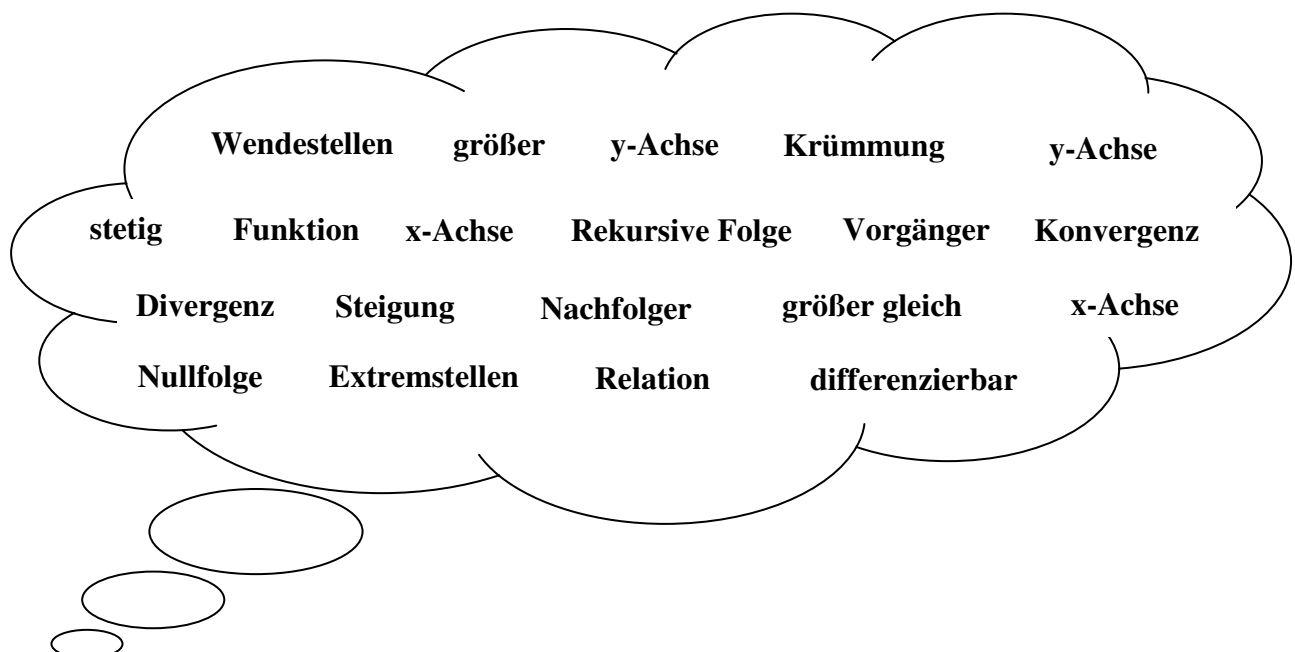 Wendestellen größer y-Achse Krümmung y-Achse
stetig Funktion x-Achse Rekursive Folge Vorgänger Konvergenz
Divergenz Steigung Nachfolger größer gleich x-Achse
Nullfolge Extremstellen Relation differenzierbar